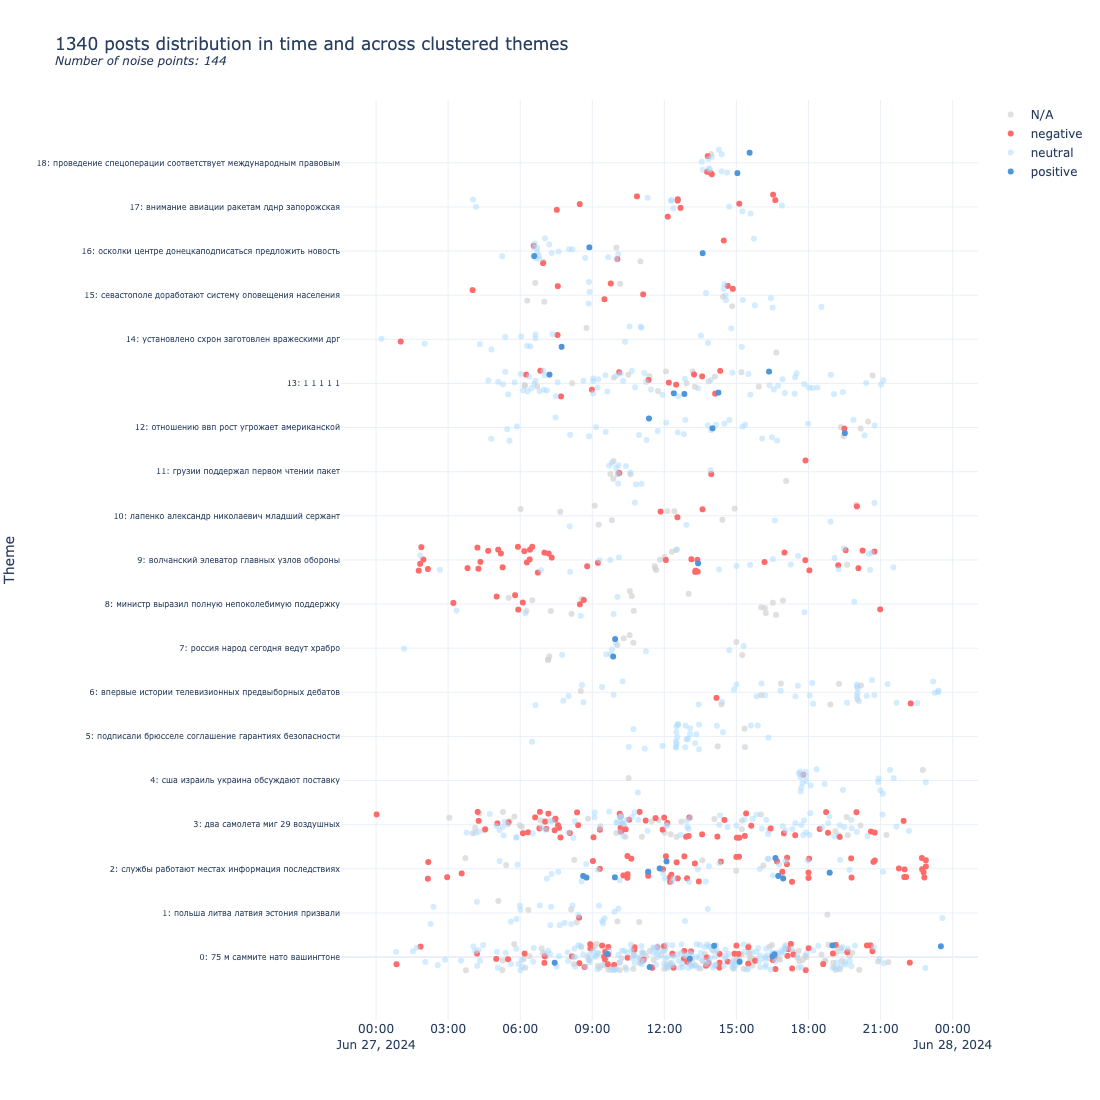 1340 posts distribution in time and across clustered themes
Number of noise points: 144
N/A
negative
neutral
positive
Theme
18: проведение спецоперации соответствует международным правовым
17: внимание авиации ракетам лднр запорожская
16: осколки центре донецкаподписаться предложить новость
15: севастополе доработают систему оповещения населения
14: установлено схрон заготовлен вражескими дрг
13: 1 1 1 1 1
12: отношению ввп рост угрожает американской
11: грузии поддержал первом чтении пакет
10: лапенко александр николаевич младший сержант
9: волчанский элеватор главных узлов обороны
8: министр выразил полную непоколебимую поддержку
7: россия народ сегодня ведут храбро
6: впервые истории телевизионных предвыборных дебатов
5: подписали брюсселе соглашение гарантиях безопасности
4: сша израиль украина обсуждают поставку
3: два самолета миг 29 воздушных
2: службы работают местах информация последствиях
1: польша литва латвия эстония призвали
0: 75 м саммите нато вашингтоне
00:00 03:00 06:00 09:00 12:00 15:00 18:00 21:00 00:00
Jun 27, 2024 Jun 28, 2024